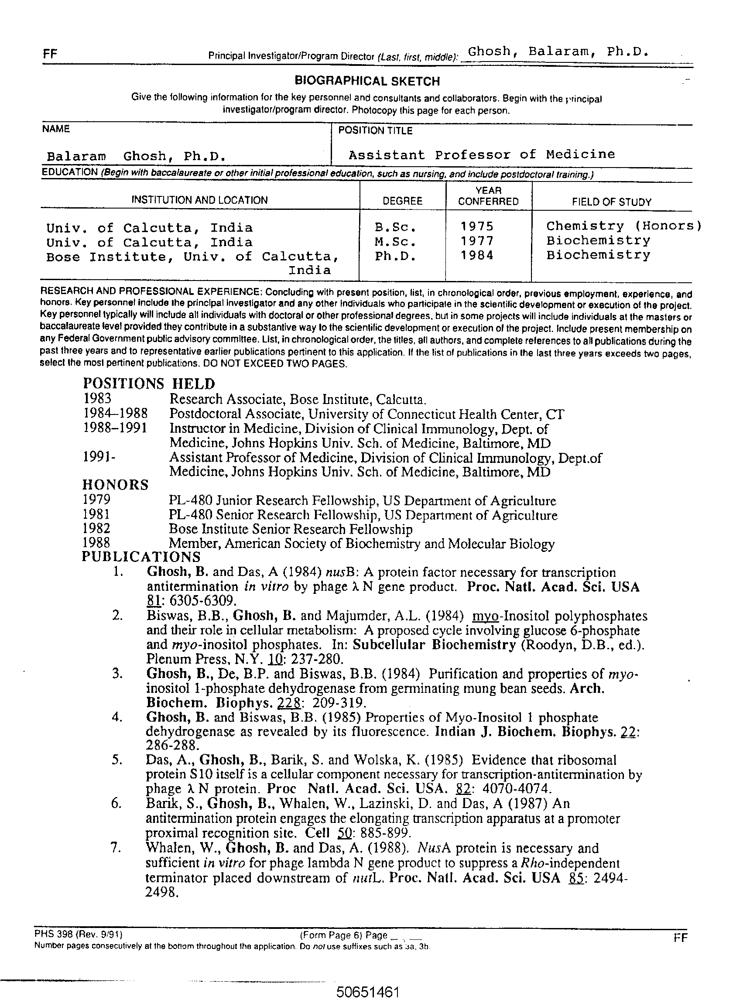 FF
Principal Investigator/Program Director (Last, first, middle): Ghosh, Balaram, Ph.D.
BIOGRAPHICAL SKETCH
Give the following information for the key personnel and consultants and collaborators. Begin with the principal
investigator/program director. Photocopy this page for each person.
NAME
POSITION TITLE
Balaram Ghosh, Ph.D.
Assistant Professor of Medicine
EDUCATION (Begin with baccalaureate or other initial professional education, such as nursing, and include postdoctoral training.)
INSTITUTION AND LOCATION DEGREE YEAR CONFERRED FIELD OF STUDY
Univ. of Calcutta, India B.Sc. 1975 Chemistry (Honors)
Univ. of Calcutta, India M.Sc. 1977 Biochemistry
Bose Institute, Univ. of Calcutta, Ph.D. 1984 Biochemistry
India
RESEARCH AND PROFESSIONAL EXPERIENCE: Concluding with present position, list, in chronological order, previous employment, experience, and
honors. Key personnel include the principal investigator and any other individuals who participate in the scientific development or execution of the project.
Key personnel typically will include all individuals with doctoral or other professional degrees, but in some projects will include individuals at the masters or
baccalaureate level provided they contribute in a substantive way to the scientific development or execution of the project. Include present membership on
any Federal Government public advisory committee. List, in chronological order, the titles, all authors, and complete references to all publications during the
past three years and to representative earlier publications pertinent to this application. If the list of publications in the last three years exceeds two pages,
select the most pertinent publications. DO NOT EXCEED TWO PAGES.
POSITIONS HELD
1983 Research Associate, Bose Institute, Calcutta.
1984–1988 Postdoctoral Associate, University of Connecticut Health Center, CT
1988–1991 Instructor in Medicine, Division of Clinical Immunology, Dept. of
Medicine, Johns Hopkins Univ. Sch. of Medicine, Baltimore, MD
1991- Assistant Professor of Medicine, Division of Clinical Immunology, Dept.of
Medicine, Johns Hopkins Univ. Sch. of Medicine, Baltimore, MD
HONORS
1979 PL-480 Junior Research Fellowship, US Department of Agriculture
1981 PL-480 Senior Research Fellowship, US Department of Agriculture
1982 Bose Institute Senior Research Fellowship
1988 Member, American Society of Biochemistry and Molecular Biology
PUBLICATIONS
1. Ghosh, B. and Das, A (1984) nusB: A protein factor necessary for transcription
antitermination in vitro by phage λ N gene product. Proc. Natl. Acad. Sci. USA
81: 6305-6309.
2. Biswas, B.B., Ghosh, B. and Majumder, A.L. (1984) myo-Inositol polyphosphates
and their role in cellular metabolism: A proposed cycle involving glucose 6-phosphate
and myo-inositol phosphates. In: Subcellular Biochemistry (Roodyn, D.B., ed.).
Plenum Press, N.Y. 10: 237-280.
3. Ghosh, B., De, B.P. and Biswas, B.B. (1984) Purification and properties of myo-
inositol 1-phosphate dehydrogenase from germinating mung bean seeds. Arch.
Biochem. Biophys. 228: 209-319.
4. Ghosh, B. and Biswas, B.B. (1985) Properties of Myo-Inositol 1 phosphate
dehydrogenase as revealed by its fluorescence. Indian J. Biochem. Biophys. 22:
286-288.
5. Das, A., Ghosh, B., Barik, S. and Wolska, K. (1985) Evidence that ribosomal
protein S10 itself is a cellular component necessary for transcription-antitermination by
phage λ N protein. Proc Natl. Acad. Sci. USA. 82: 4070-4074.
6. Barik, S., Ghosh, B., Whalen, W., Lazinski, D. and Das, A (1987) An
antitermination protein engages the elongating transcription apparatus at a promoter
proximal recognition site. Cell 50: 885-899.
7. Whalen, W., Ghosh, B. and Das, A. (1988). NusA protein is necessary and
sufficient in vitro for phage lambda N gene product to suppress a Rho-independent
terminator placed downstream of nutL. Proc. Natl. Acad. Sci. USA 85: 2494-
2498.
PHS 398 (Rev. 9/91) (Form Page 6) Page
FF
Number pages consecutively at the bottom throughout the application. Do not use suffixes such as 3a, 3b.
50651461